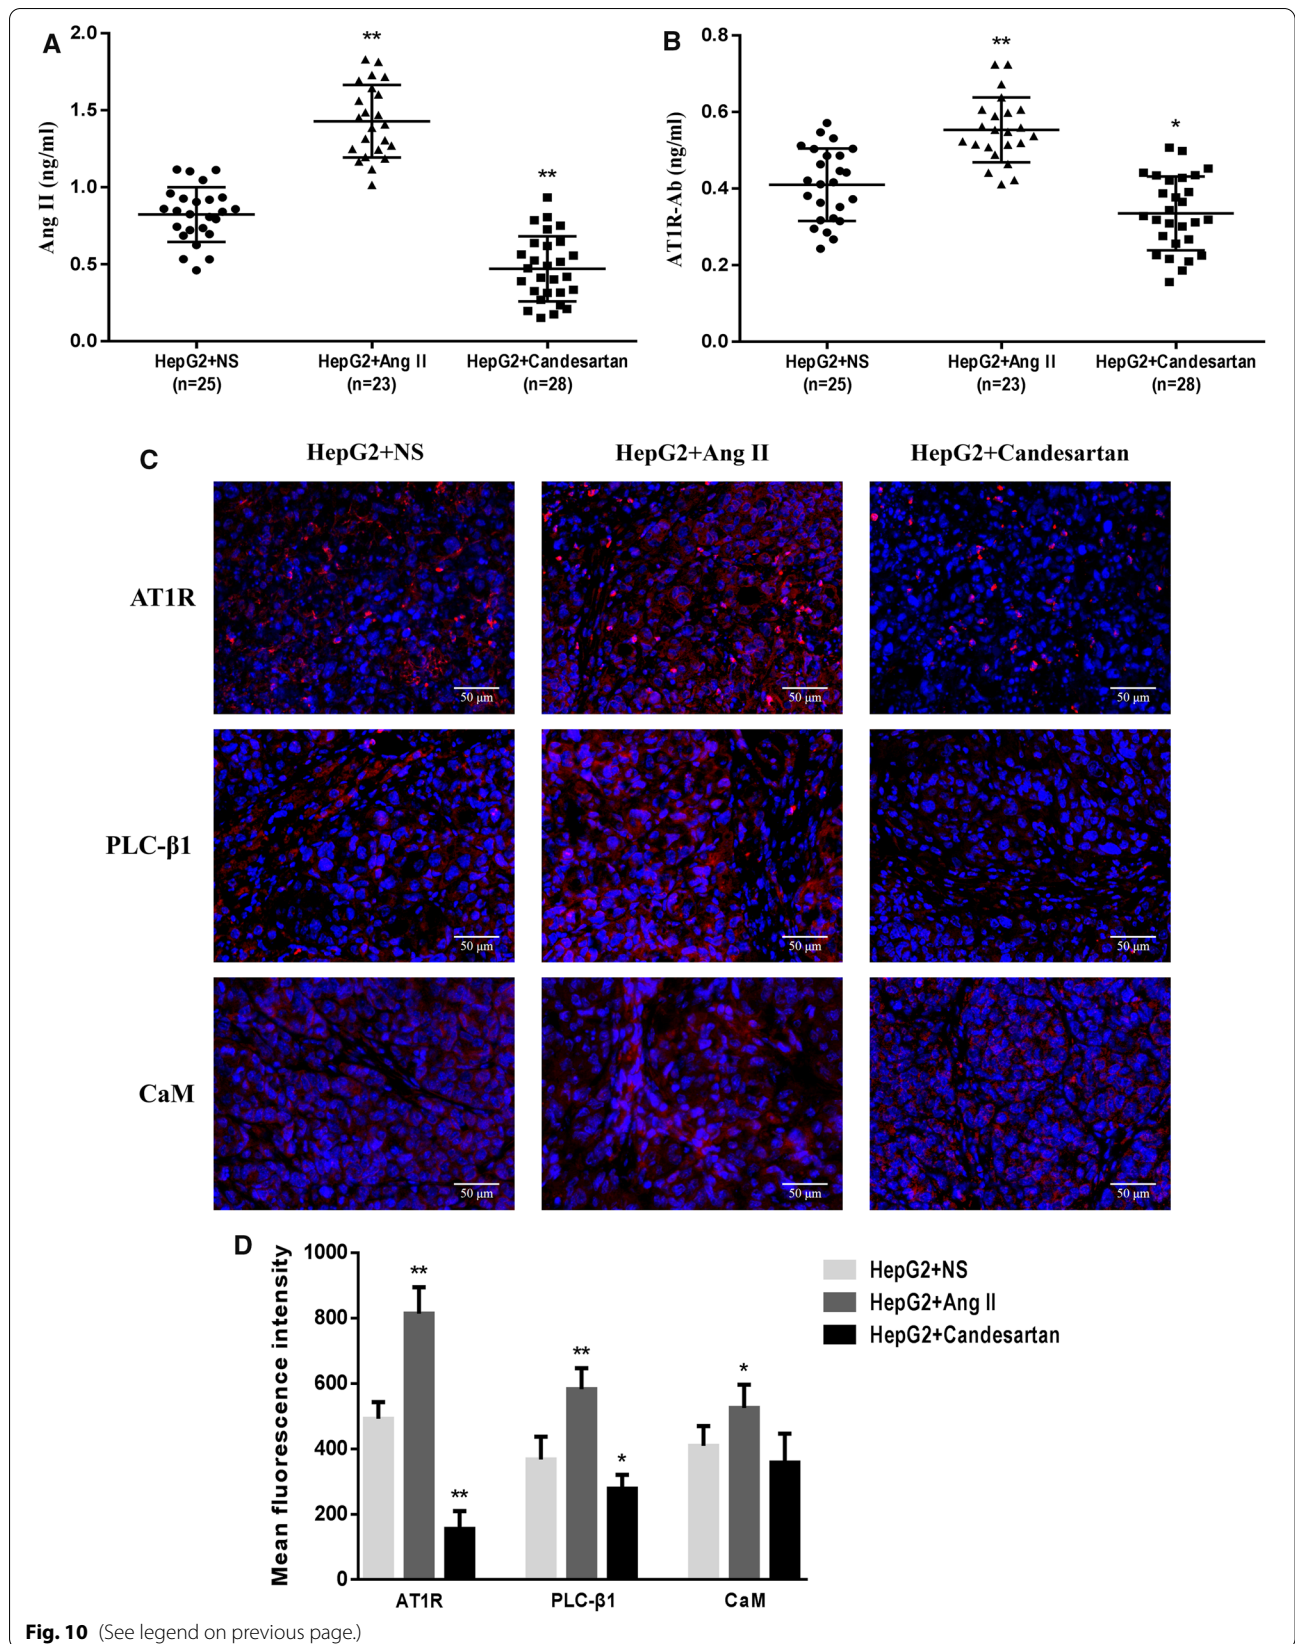 A
2.0
1.5
1.0
0.5
0.0
Ang II (ng/ml)
**
**
HepG2+NS
(n=25)
HepG2+Ang II
(n=23)
HepG2+Candesartan
(n=28)
B
0.8
0.6
0.4
0.2
0.0
AT1R-Ab (ng/ml)
**
*
HepG2+NS
(n=25)
HepG2+Ang II
(n=23)
HepG2+Candesartan
(n=28)
C
HepG2+NS
HepG2+Ang II
HepG2+Candesartan
AT1R
50 μm
50 μm
50 μm
PLC-β1
50 μm
50 μm
50 μm
CaM
50 μm
50 μm
50 μm
D
Mean fluorescence intensity
1000
800
600
400
200
0
**
**
**
*
*
AT1R
PLC-β1
CaM
HepG2+NS
HepG2+Ang II
HepG2+Candesartan
Fig. 10 (See legend on previous page.)